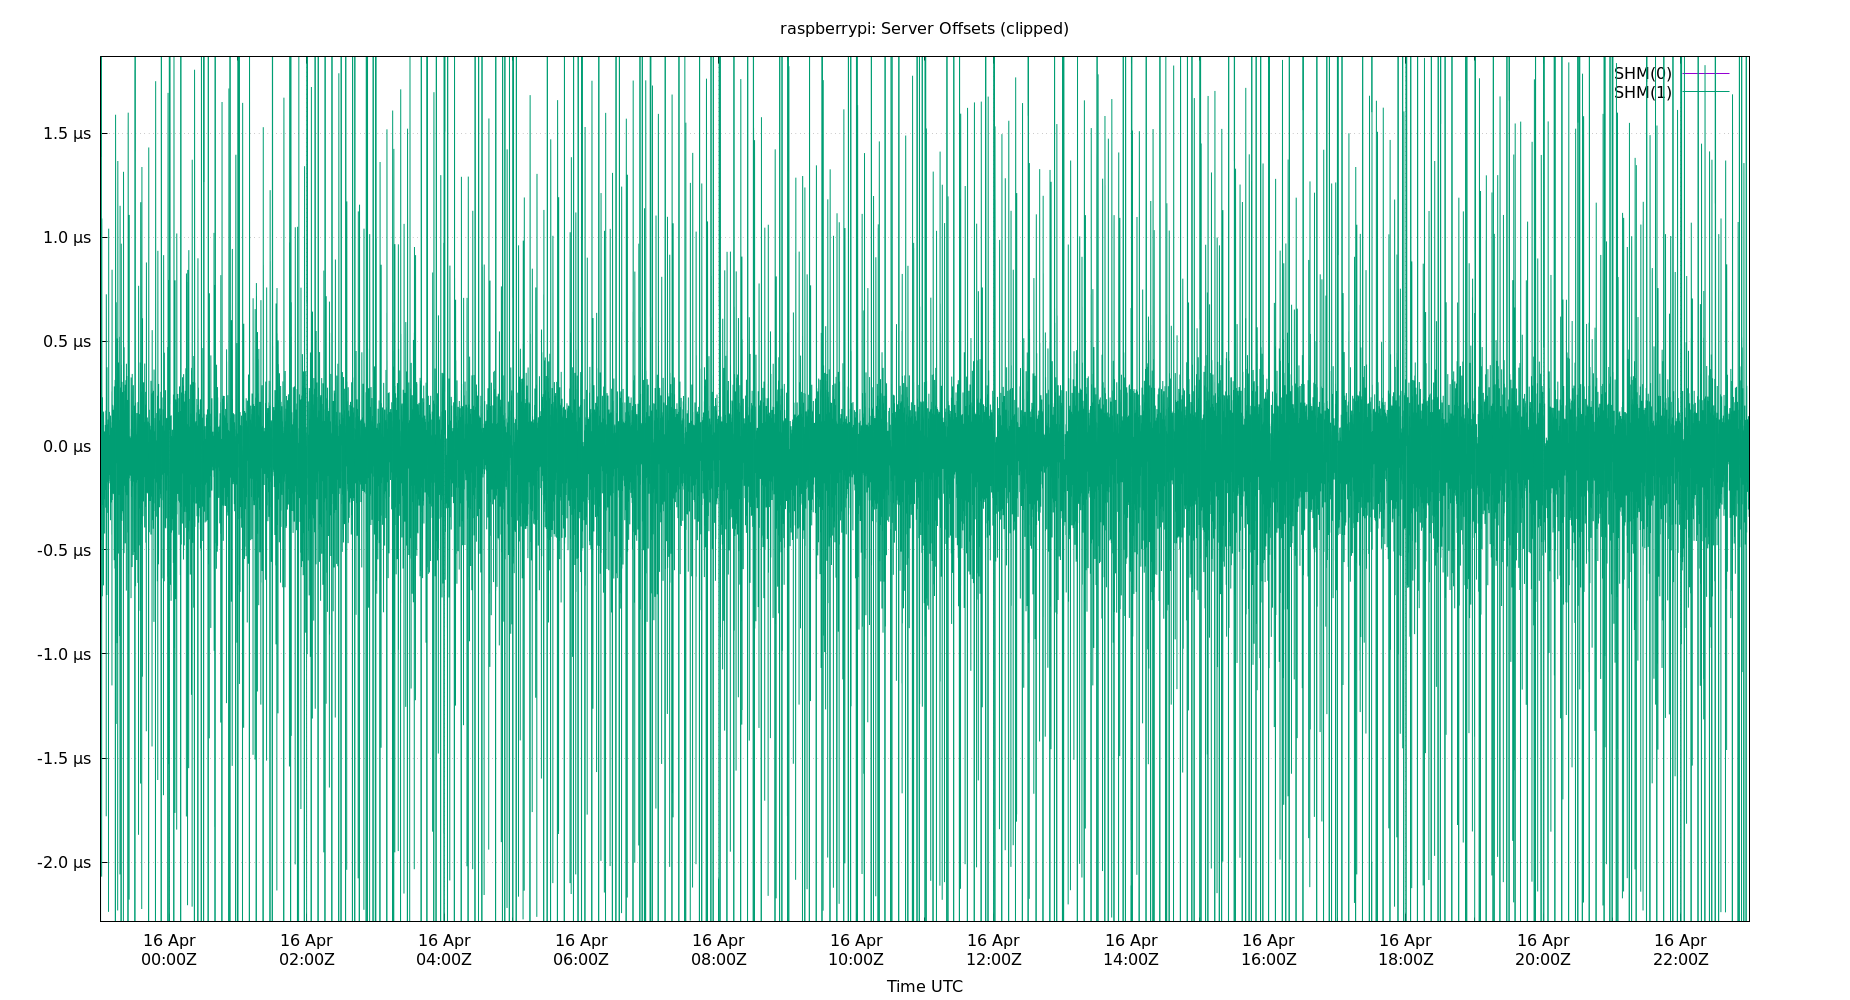 raspberrypi: Server Offsets (clipped)
SHM(0)
SHM(1)
1.5 µs
1.0 µs
0.5 µs
0.0 µs
-0.5 µs
-1.0 µs
-1.5 µs
-2.0 µs
16 Apr 16 Apr 16 Apr 16 Apr 16 Apr 16 Apr 16 Apr 16 Apr 16 Apr 16 Apr 16 Apr 16 Apr
00:00Z 02:00Z 04:00Z 06:00Z 08:00Z 10:00Z 12:00Z 14:00Z 16:00Z 18:00Z 20:00Z 22:00Z
Time UTC